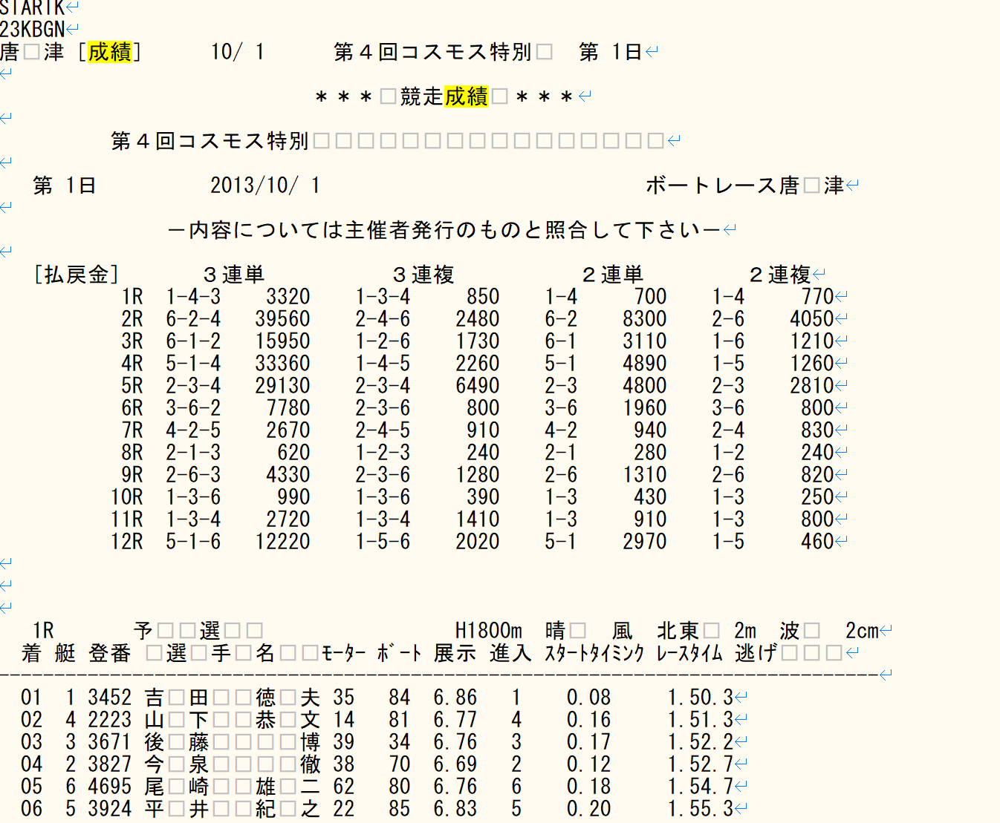 STARTK
23KBGN
唐□津 [成績]      10/ 1      第４回コスモス特別□  第 1日
＊＊＊□競走成績□＊＊＊
第４回コスモス特別□□□□□□□□□□□□□□□□
第 1日          2013/10/ 1                             ボートレース唐□津
－内容については主催者発行のものと照合して下さい－
[払戻金]        ３連単            ３連複            ２連単          ２連複
1R  1-4-3    3320    1-3-4     850    1-4     700    1-4     770
2R  6-2-4   39560    2-4-6    2480    6-2    8300    2-6    4050
3R  6-1-2   15950    1-2-6    1730    6-1    3110    1-6    1210
4R  5-1-4   33360    1-4-5    2260    5-1    4890    1-5    1260
5R  2-3-4   29130    2-3-4    6490    2-3    4800    2-3    2810
6R  3-6-2    7780    2-3-6     800    3-6    1960    3-6     800
7R  4-2-5    2670    2-4-5     910    4-2     940    2-4     830
8R  2-1-3     620    1-2-3     240    2-1     280    1-2     240
9R  2-6-3    4330    2-3-6    1280    2-6    1310    2-6     820
10R  1-3-6     990    1-3-6     390    1-3     430    1-3     250
11R  1-3-4    2720    1-3-4    1410    1-3     910    1-3     800
12R  5-1-6   12220    1-5-6    2020    5-1    2970    1-5     460
1R       予□□選□□                 H1800m  晴□  風  北東□ 2m  波□  2cm
着 艇 登番 □選□手□名□□ﾓｰﾀｰ ﾎﾞｰﾄ 展示 進入 ｽﾀｰﾄﾀｲﾐﾝｸ ﾚｰｽﾀｲﾑ 逃げ□□□
-------------------------------------------------------------------------------
01  1 3452 吉□田□□徳□夫 35   84  6.86   1    0.08     1.50.3
02  4 2223 山□下□□恭□文 14   81  6.77   4    0.16     1.51.3
03  3 3671 後□藤□□□□博 39   34  6.76   3    0.17     1.52.2
04  2 3827 今□泉□□□□徹 38   70  6.69   2    0.12     1.52.7
05  6 4695 尾□崎□□雄□二 62   80  6.76   6    0.18     1.54.7
06  5 3924 平□井□□紀□之 22   85  6.83   5    0.20     1.55.3